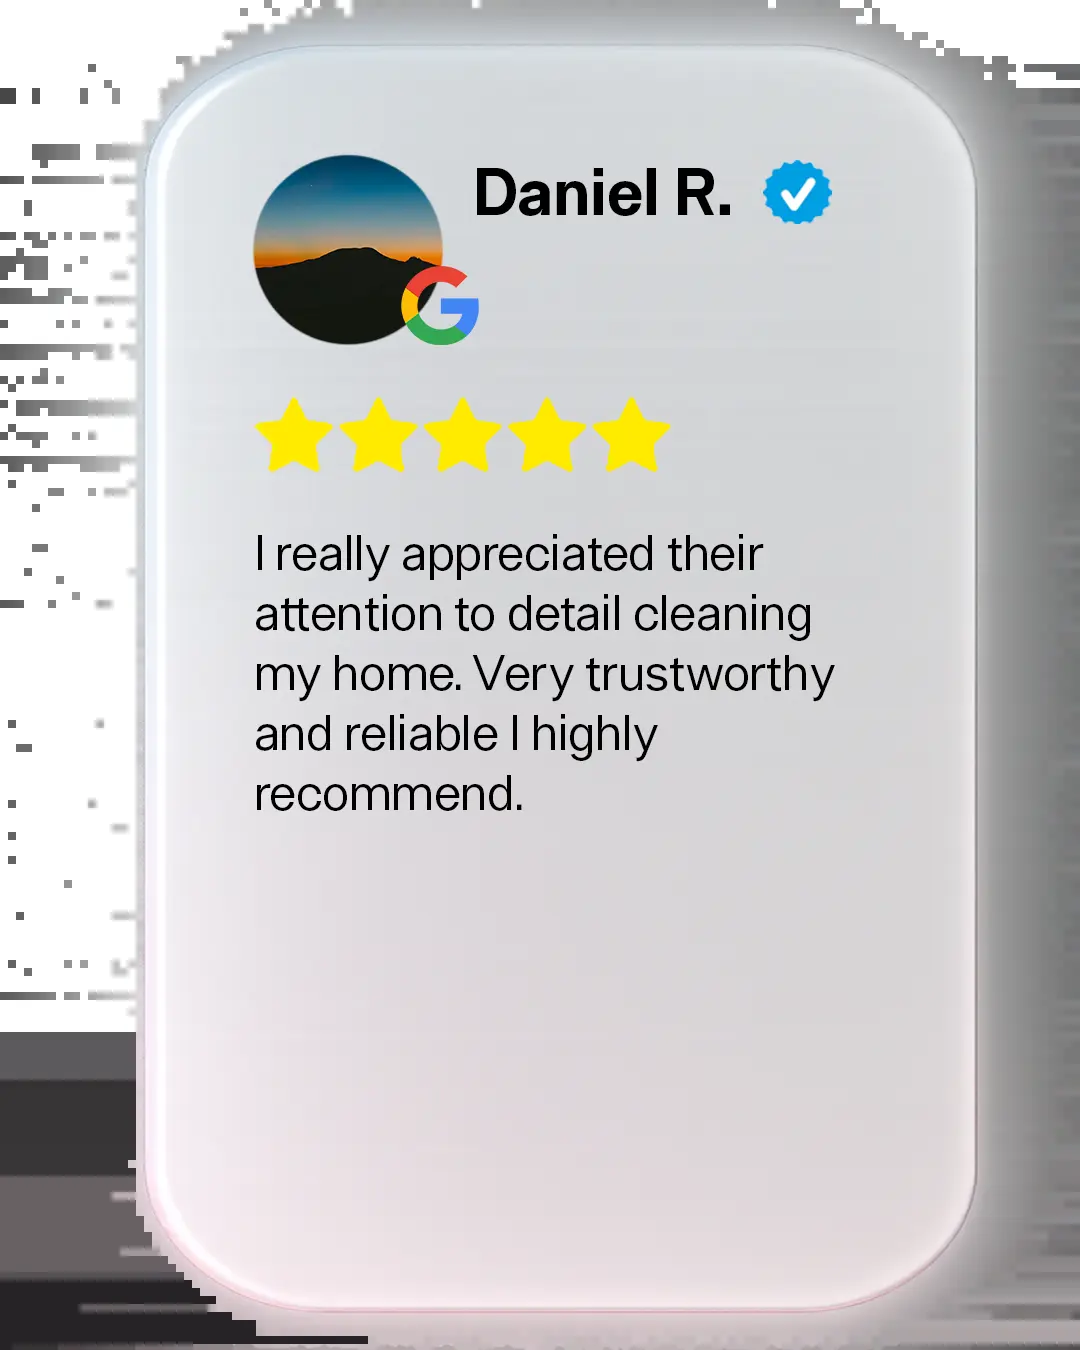 Daniel R.
I really appreciated their
attention to detail cleaning
my home. Very trustworthy
and reliable I highly
recommend.